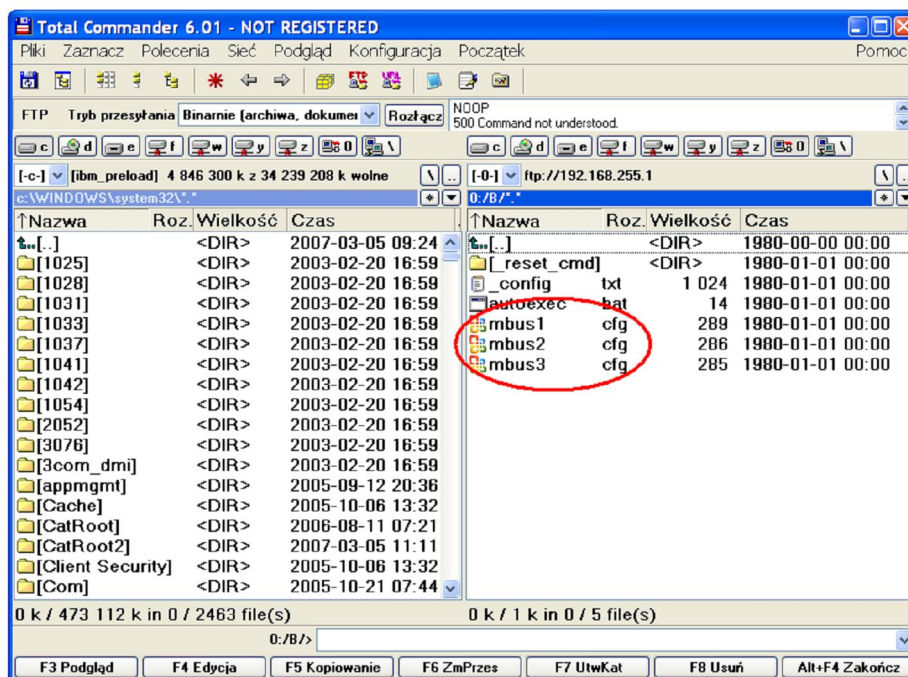 Total Commander 6.01 - NOT REGISTERED
Pliki Zaznacz Polecenia Sieć Podgląd Konfiguracja Początek Pomoc
FTP Tryb przesyłania Binarnie (archiwa, dokumei Rozłącz
NOOP
500 Command not understood.
c d e f w y z 0 \
c d e f w y z 0 \
[-c-] [ibm_preload] 4 846 300 k z 34 239 208 k wolne \ ..
[-0-] ftp://192.168.255.1 \ ..
c:\WINDOWS\system32\*.* * ▼
0:/B/*.* * ▼
↑Nazwa Roz. Wielkość Czas
[..] <DIR> 2007-03-05 09:24
[1025] <DIR> 2003-02-20 16:59
[1028] <DIR> 2003-02-20 16:59
[1031] <DIR> 2003-02-20 16:59
[1033] <DIR> 2003-02-20 16:59
[1037] <DIR> 2003-02-20 16:59
[1041] <DIR> 2003-02-20 16:59
[1042] <DIR> 2003-02-20 16:59
[1054] <DIR> 2003-02-20 16:59
[2052] <DIR> 2003-02-20 16:59
[3076] <DIR> 2003-02-20 16:59
[3com_dmi] <DIR> 2003-02-20 16:59
[appmgmt] <DIR> 2005-09-12 20:36
[Cache] <DIR> 2005-10-06 13:32
[CatRoot] <DIR> 2006-08-11 07:21
[CatRoot2] <DIR> 2007-03-05 11:11
[Client Security] <DIR> 2005-10-06 13:32
[Com] <DIR> 2005-10-21 07:44
0 k / 473 112 k in 0 / 2463 file(s)
↑Nazwa Roz. Wielkość Czas
[..] <DIR> 1980-00-00 00:00
[_reset_cmd] <DIR> 1980-01-01 00:00
_config txt 1 024 1980-01-01 00:00
autoexec bat 14 1980-01-01 00:00
mbus1 cfg 289 1980-01-01 00:00
mbus2 cfg 286 1980-01-01 00:00
mbus3 cfg 285 1980-01-01 00:00
0 k / 1 k in 0 / 5 file(s)
0:/B/>
F3 Podgląd F4 Edycja F5 Kopiowanie F6 ZmPrzes F7 UtwKat F8 Usuń Alt+F4 Zakończ